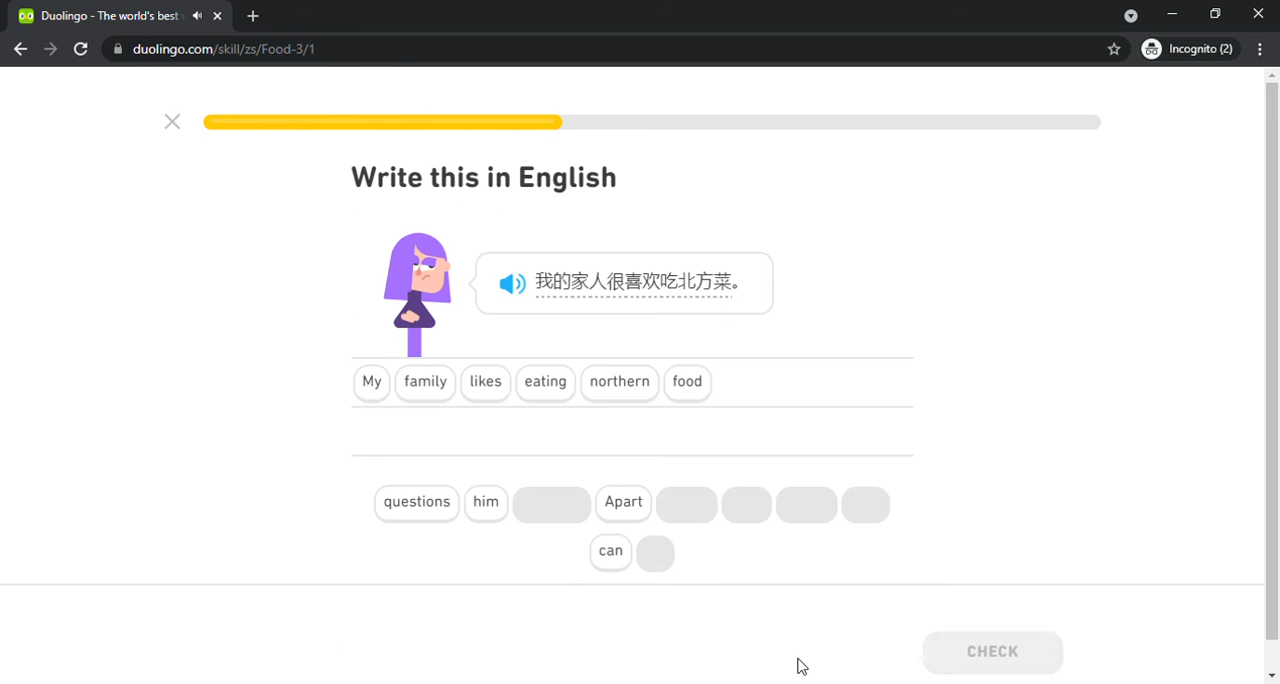 Duolingo - The world's best
duolingo.com/skill/zs/Food-3/1
Incognito (2)
Write this in English
我的家人很喜欢吃北方菜。
My family likes eating northern food
questions him Apart
can
CHECK